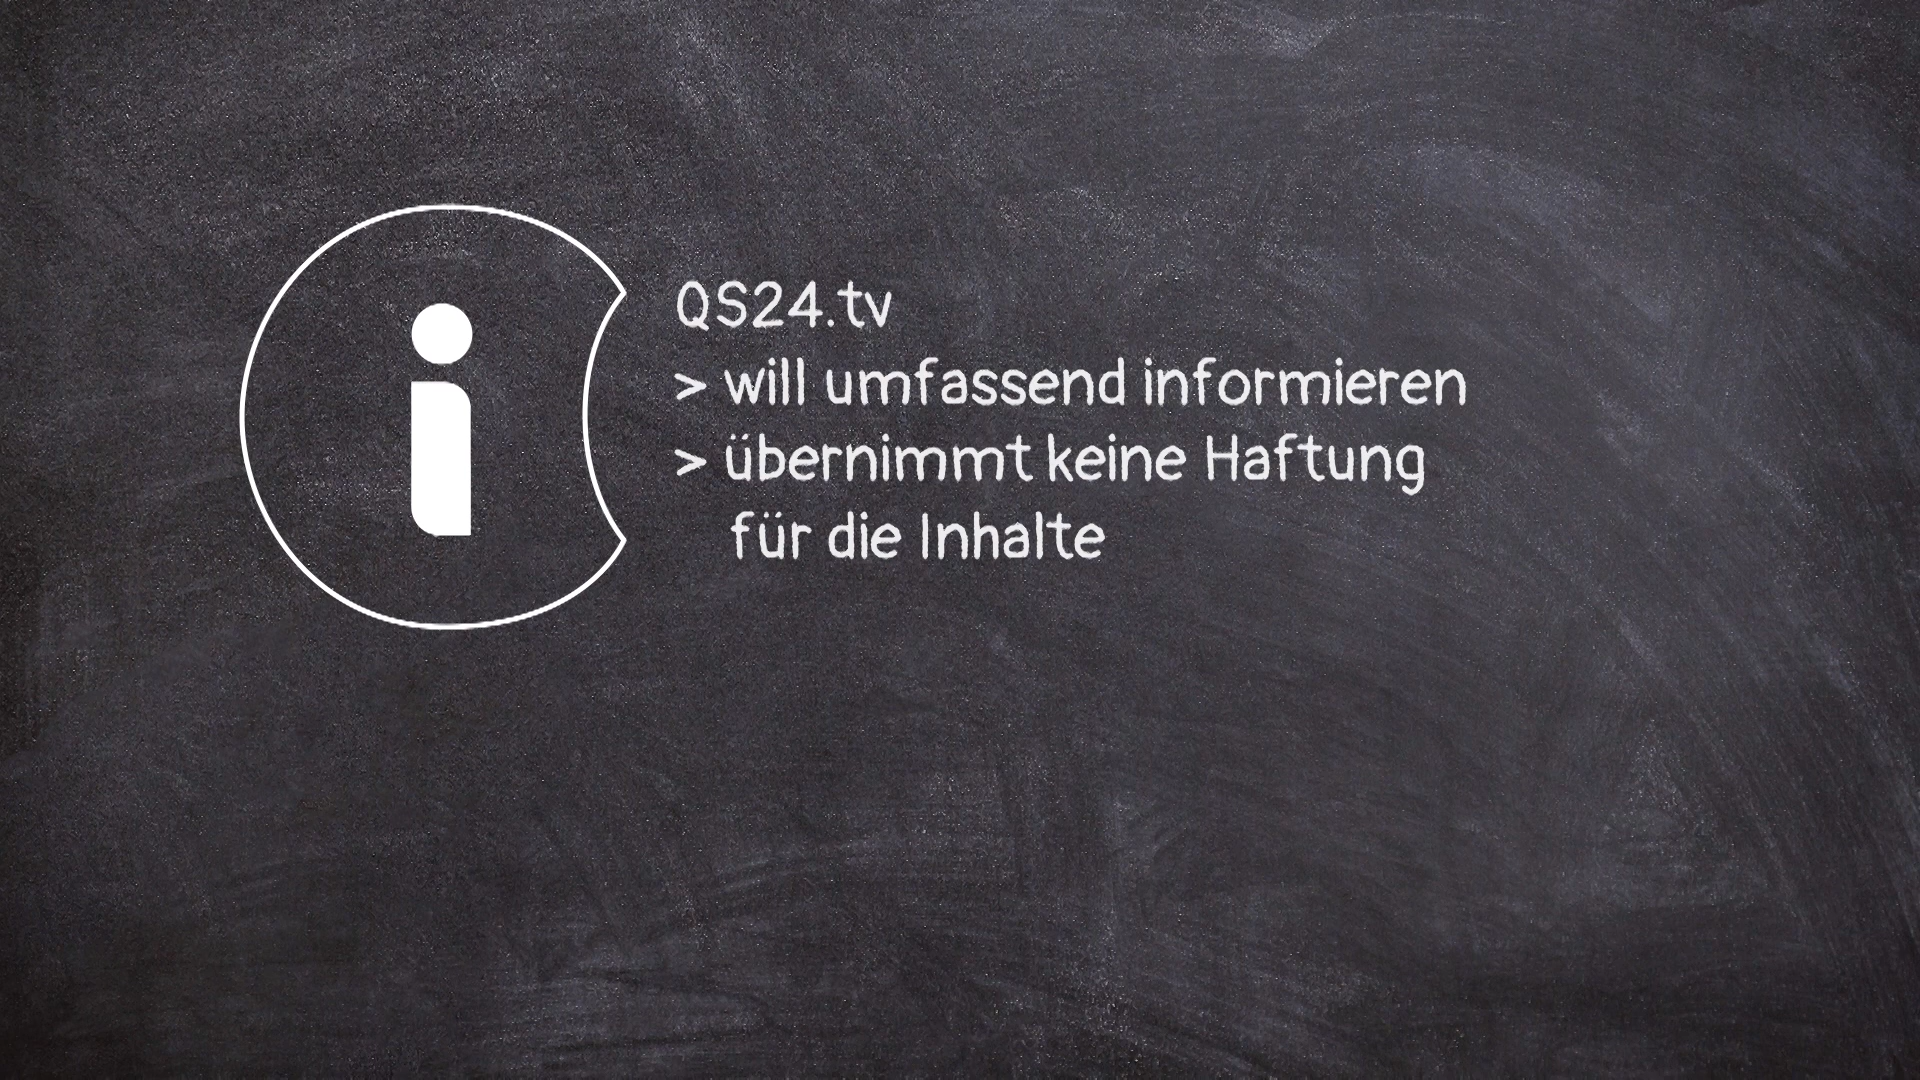 QS24.tv
> will umfassend informieren
> übernimmt keine Haftung
für die Inhalte